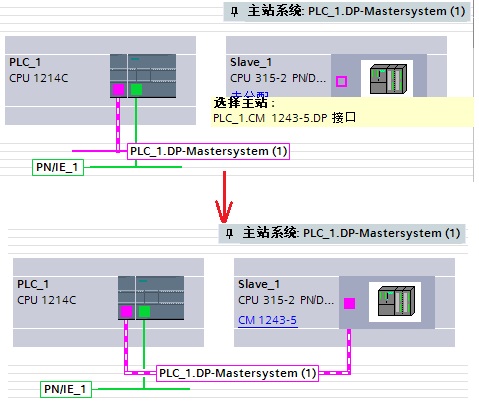 主站系统: PLC_1.DP-Mastersystem (1)
PLC_1
CPU 1214C
Slave_1
CPU 315-2 PN/D...
未分配
选择主站 :
PLC_1.CM 1243-5.DP 接口
PLC_1.DP-Mastersystem (1)
PN/IE_1
主站系统: PLC_1.DP-Mastersystem (1)
PLC_1
CPU 1214C
Slave_1
CPU 315-2 PN/D...
CM 1243-5
PLC_1.DP-Mastersystem (1)
PN/IE_1